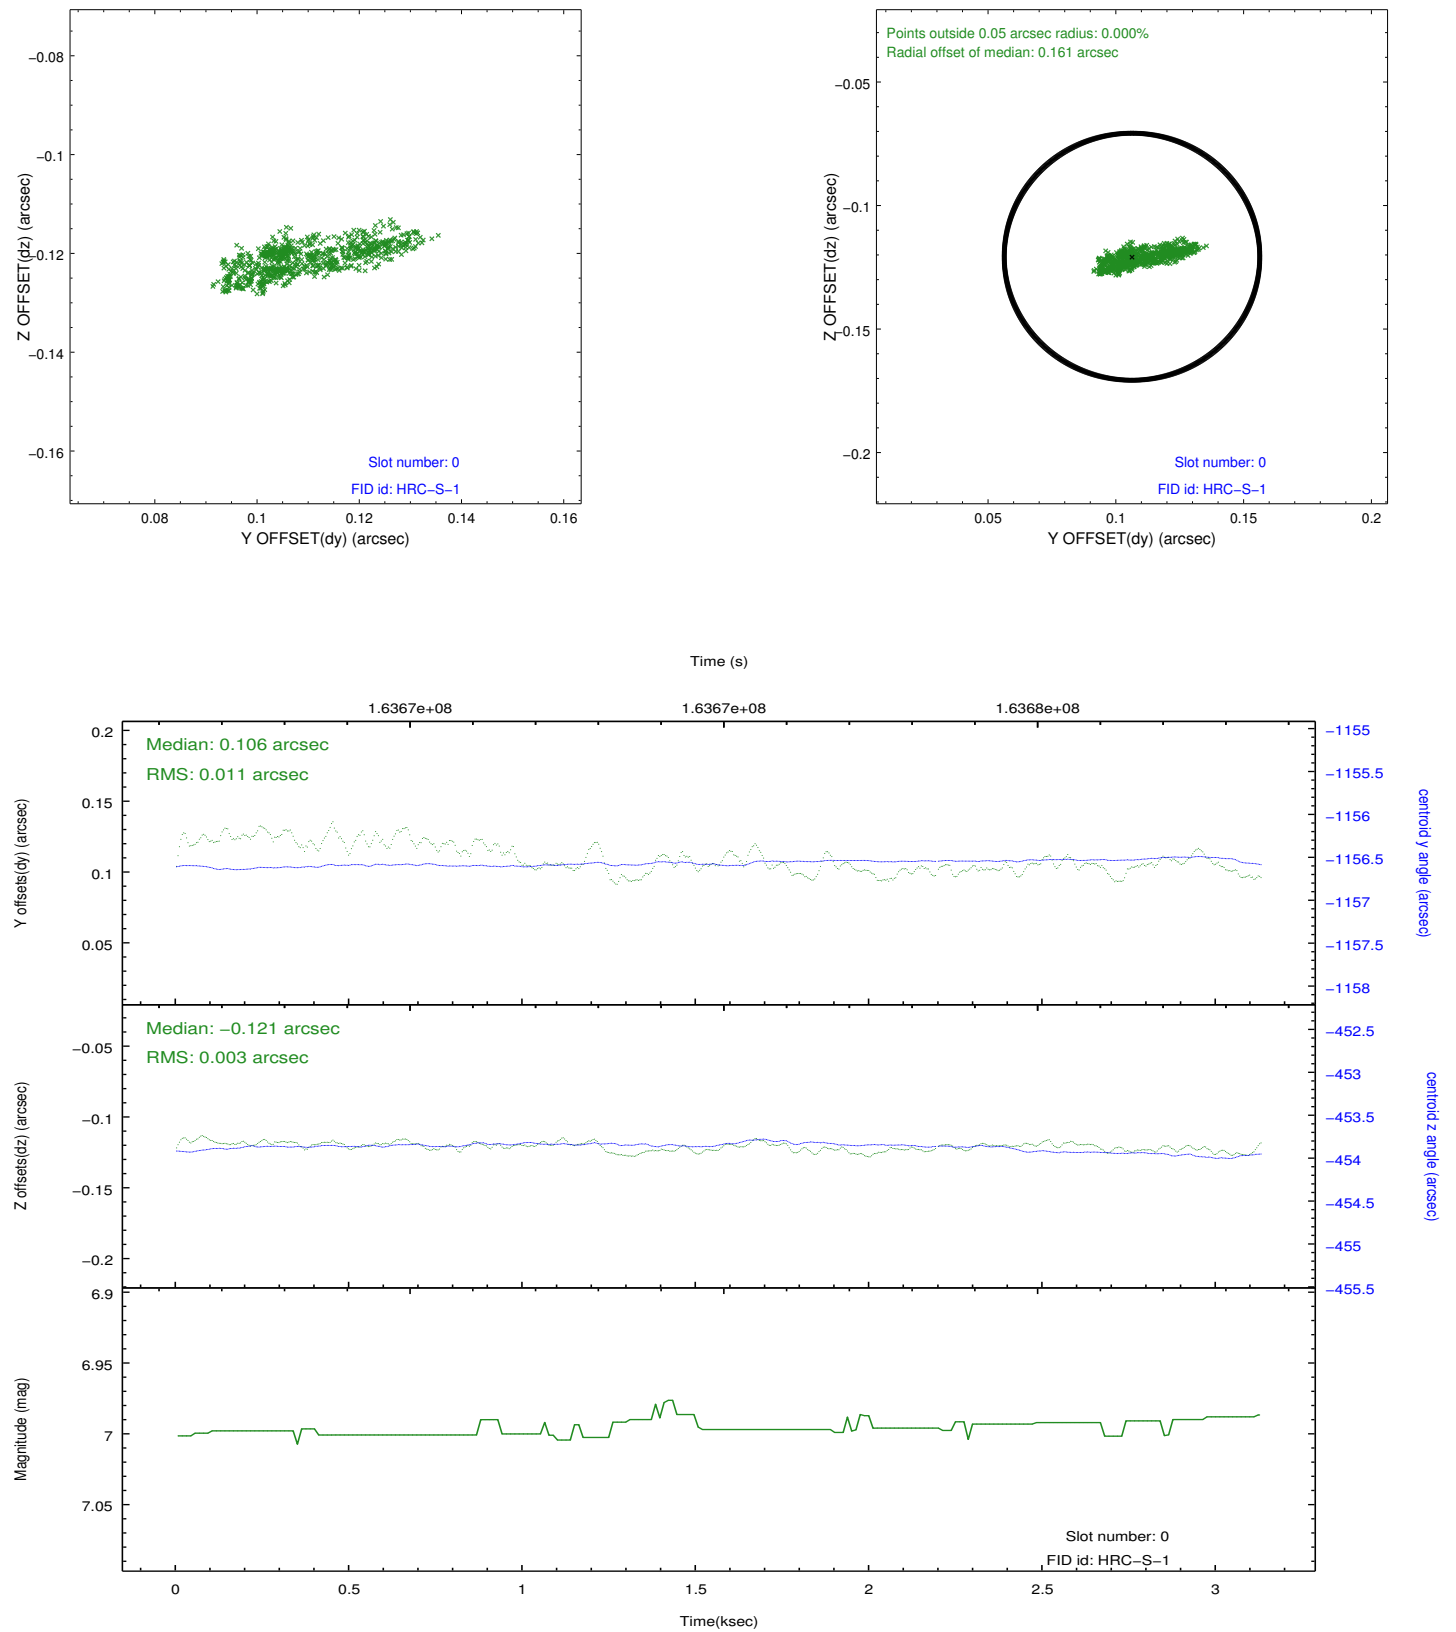 −0.08
−0.1
−0.12
−0.14
−0.16
Z OFFSET(dz) (arcsec)
Slot number: 0
FID id: HRC−S−1
0.08
0.1
0.12
0.14
0.16
Y OFFSET(dy) (arcsec)
Points outside 0.05 arcsec radius: 0.000%
Radial offset of median: 0.161 arcsec
−0.05
−0.1
−0.15
−0.2
Z OFFSET(dz) (arcsec)
Slot number: 0
FID id: HRC−S−1
0.05
0.1
0.15
0.2
Y OFFSET(dy) (arcsec)
Time (s)
1.6367e+08
1.6367e+08
1.6368e+08
Median: 0.106 arcsec
RMS: 0.011 arcsec
0.2
0.15
0.1
0.05
Y offsets(dy) (arcsec)
−1155
−1155.5
−1156
−1156.5
−1157
−1157.5
−1158
centroid y angle (arcsec)
Median: −0.121 arcsec
RMS: 0.003 arcsec
−0.05
−0.1
−0.15
−0.2
Z offsets(dz) (arcsec)
−452.5
−453
−453.5
−454
−454.5
−455
−455.5
centroid z angle (arcsec)
6.9
6.95
7
7.05
Magnitude (mag)
Slot number: 0
FID id: HRC−S−1
0
0.5
1
1.5
2
2.5
3
Time(ksec)